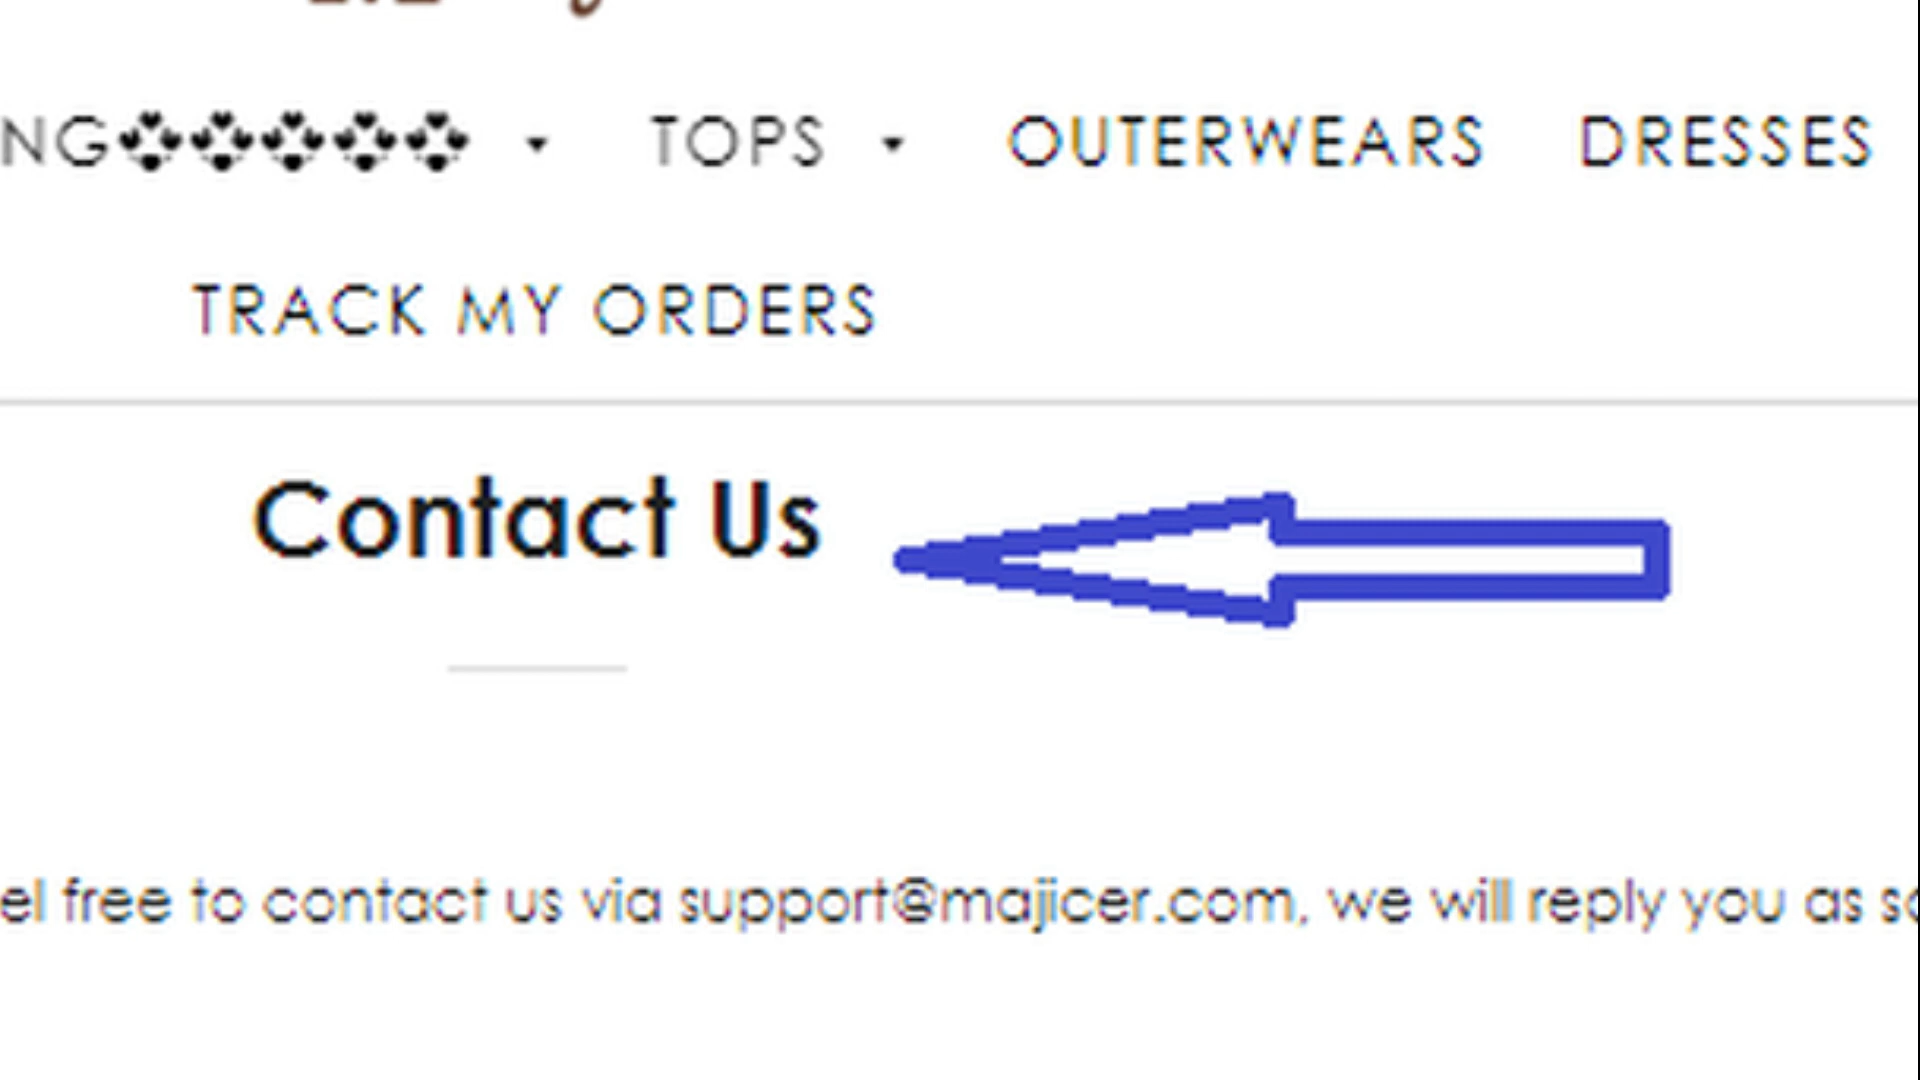 NG TOPS OUTERWEARS DRESSES
TRACK MY ORDERS
Contact Us
el free to contact us via support@majicer.com, we will reply you as